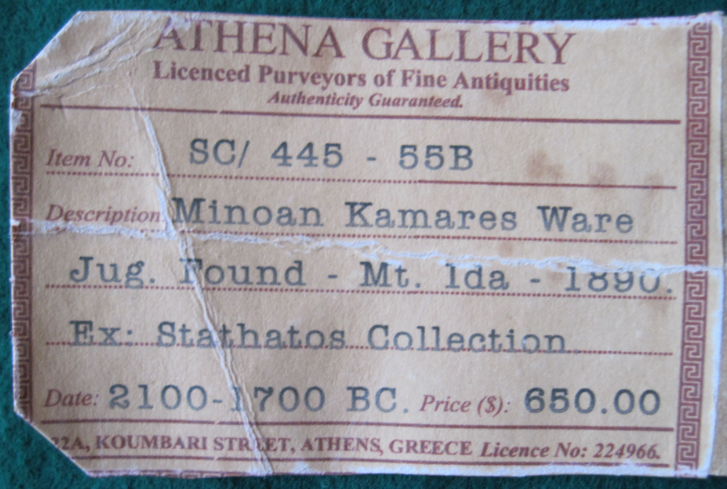 ATHENA GALLERY
Licenced Purveyors of Fine Antiquities
Authenticity Guaranteed.
Item No: SC/ 445 - 55B
Description Minoan Kamares Ware
Jug. Found - Mt. Ida - 1890.
Ex: Stathatos Collection
Date: 2100-1700 BC. Price ($): 650.00
22A, KOUMBARI STREET, ATHENS, GREECE Licence No: 224966.